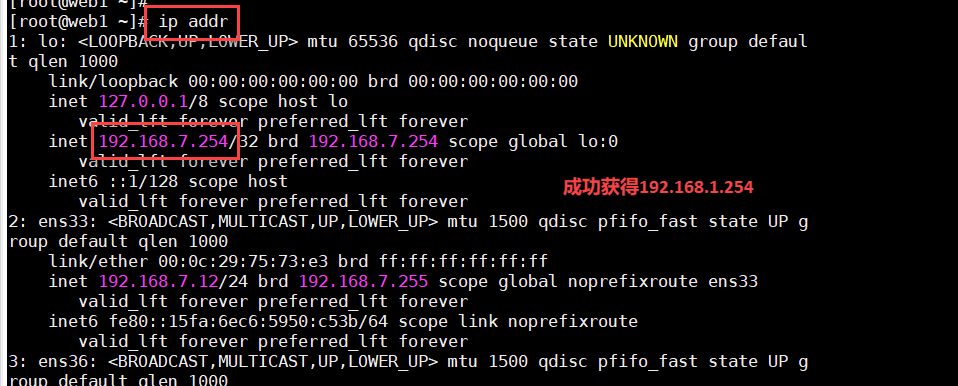 [root@web1 ~]#
[root@web1 ~]# ip addr
1: lo: <LOOPBACK,UP,LOWER_UP> mtu 65536 qdisc noqueue state UNKNOWN group defaul
t qlen 1000
link/loopback 00:00:00:00:00:00 brd 00:00:00:00:00:00
inet 127.0.0.1/8 scope host lo
valid_lft forever preferred_lft forever
inet 192.168.7.254/32 brd 192.168.7.254 scope global lo:0
valid_lft forever preferred_lft forever
inet6 ::1/128 scope host
成功获得192.168.1.254
valid_lft forever preferred_lft forever
2: ens33: <BROADCAST,MULTICAST,UP,LOWER_UP> mtu 1500 qdisc pfifo_fast state UP g
roup default qlen 1000
link/ether 00:0c:29:75:73:e3 brd ff:ff:ff:ff:ff:ff
inet 192.168.7.12/24 brd 192.168.7.255 scope global noprefixroute ens33
valid_lft forever preferred_lft forever
inet6 fe80::15fa:6ec6:5950:c53b/64 scope link noprefixroute
valid_lft forever preferred_lft forever
3: ens36: <BROADCAST,MULTICAST,UP,LOWER_UP> mtu 1500 qdisc pfifo_fast state UP g
roup default qlen 1000